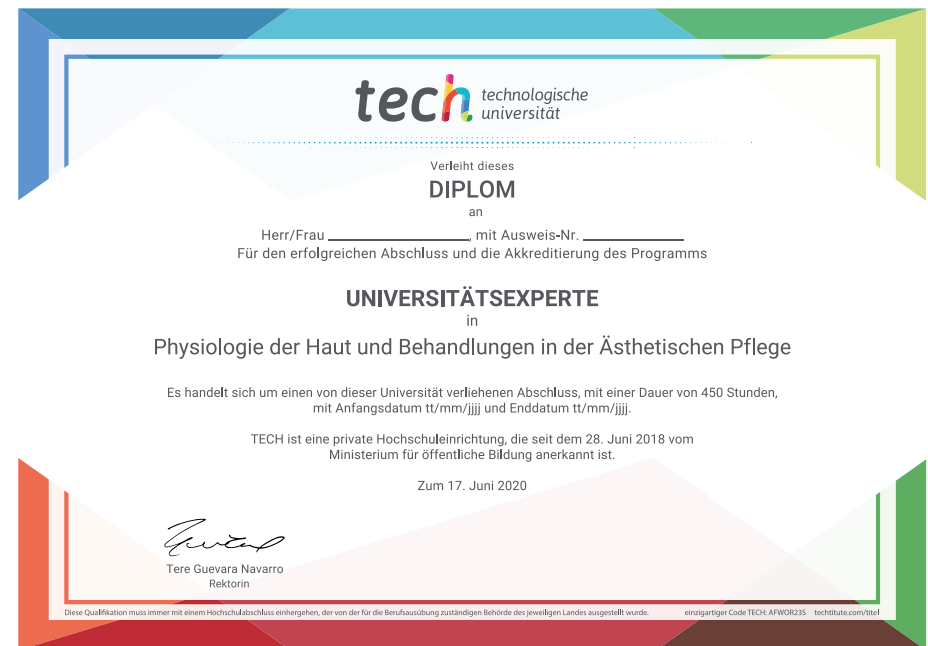 tech technologische
universität
Verleiht dieses
DIPLOM
an
Herr/Frau ____________________, mit Ausweis-Nr. ______________
Für den erfolgreichen Abschluss und die Akkreditierung des Programms
UNIVERSITÄTSEXPERTE
in
Physiologie der Haut und Behandlungen in der Ästhetischen Pflege
Es handelt sich um einen von dieser Universität verliehenen Abschluss, mit einer Dauer von 450 Stunden,
mit Anfangsdatum tt/mm/jjjj und Enddatum tt/mm/jjjj.
TECH ist eine private Hochschuleinrichtung, die seit dem 28. Juni 2018 vom
Ministerium für öffentliche Bildung anerkannt ist.
Zum 17. Juni 2020
Tere Guevara Navarro
Rektorin
Diese Qualifikation muss immer mit einem Hochschulabschluss einhergehen, der von der für die Berufsausübung zuständigen Behörde des jeweiligen Landes ausgestellt wurde. einzigartiger Code TECH: AFWOR23S techtitute.com/titel